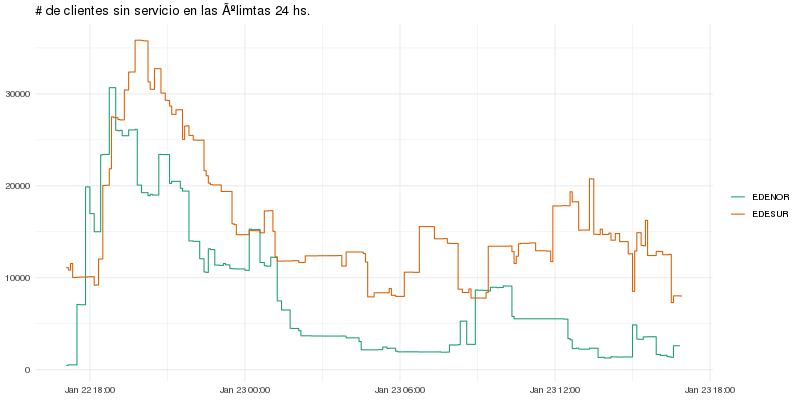 # de clientes sin servicio en las Ãºlimtas 24 hs.
30000
20000
10000
0
Jan 22 18:00
Jan 23 00:00
Jan 23 06:00
Jan 23 12:00
Jan 23 18:00
EDENOR
EDESUR